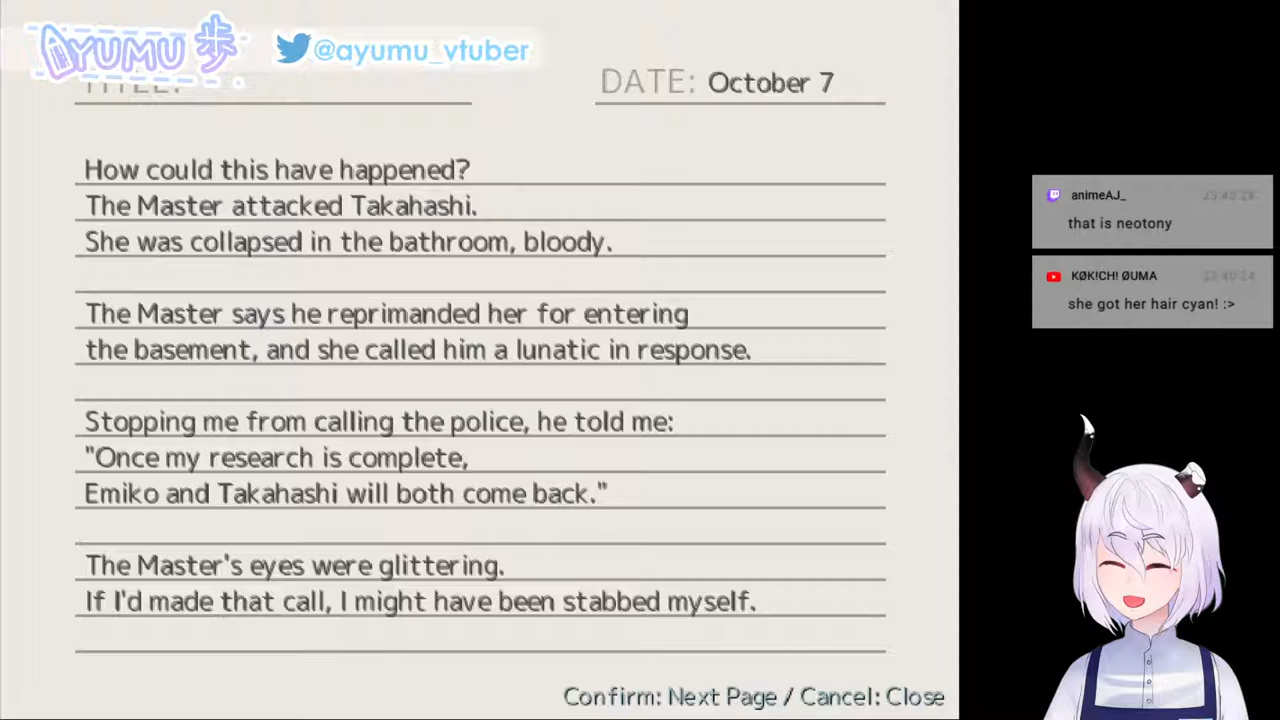 AYUMU 歩
@ayumu_vtuber
TITLE:
DATE: October 7
How could this have happened?
The Master attacked Takahashi.
She was collapsed in the bathroom, bloody.
The Master says he reprimanded her for entering
the basement, and she called him a lunatic in response.
Stopping me from calling the police, he told me:
"Once my research is complete,
Emiko and Takahashi will both come back."
The Master's eyes were glittering.
If I'd made that call, I might have been stabbed myself.
Confirm: Next Page / Cancel: Close
animeAJ_
that is neotony
KØK!CH! ØUMA
she got her hair cyan! :>